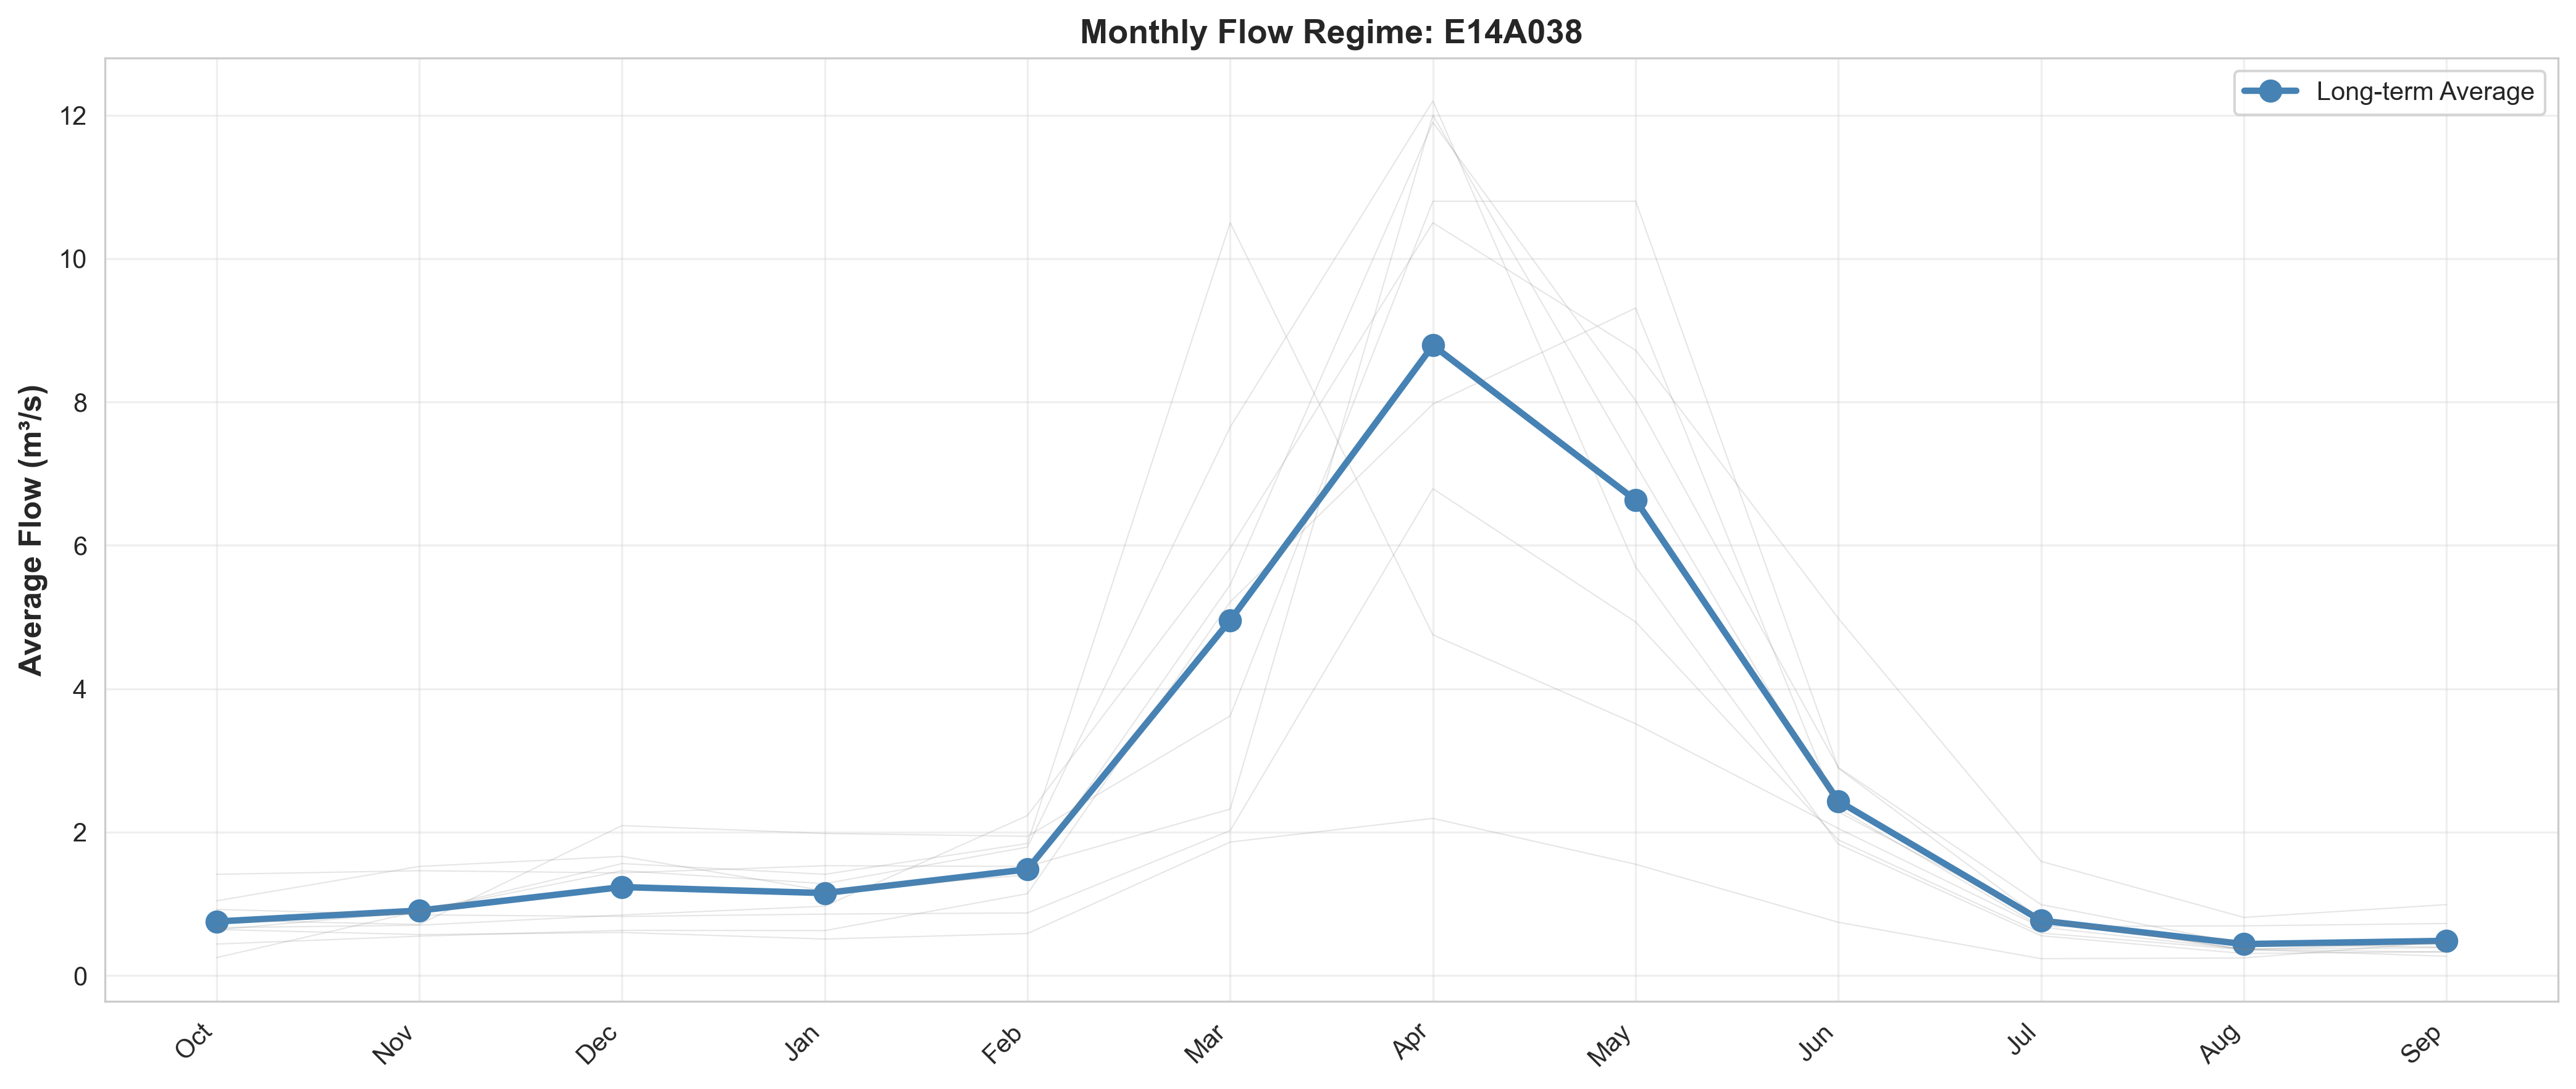 Monthly Flow Regime: E14A038
Long-term Average
Average Flow (m³/s)
12
10
8
6
4
2
0
Oct
Nov
Dec
Jan
Feb
Mar
Apr
May
Jun
Jul
Aug
Sep